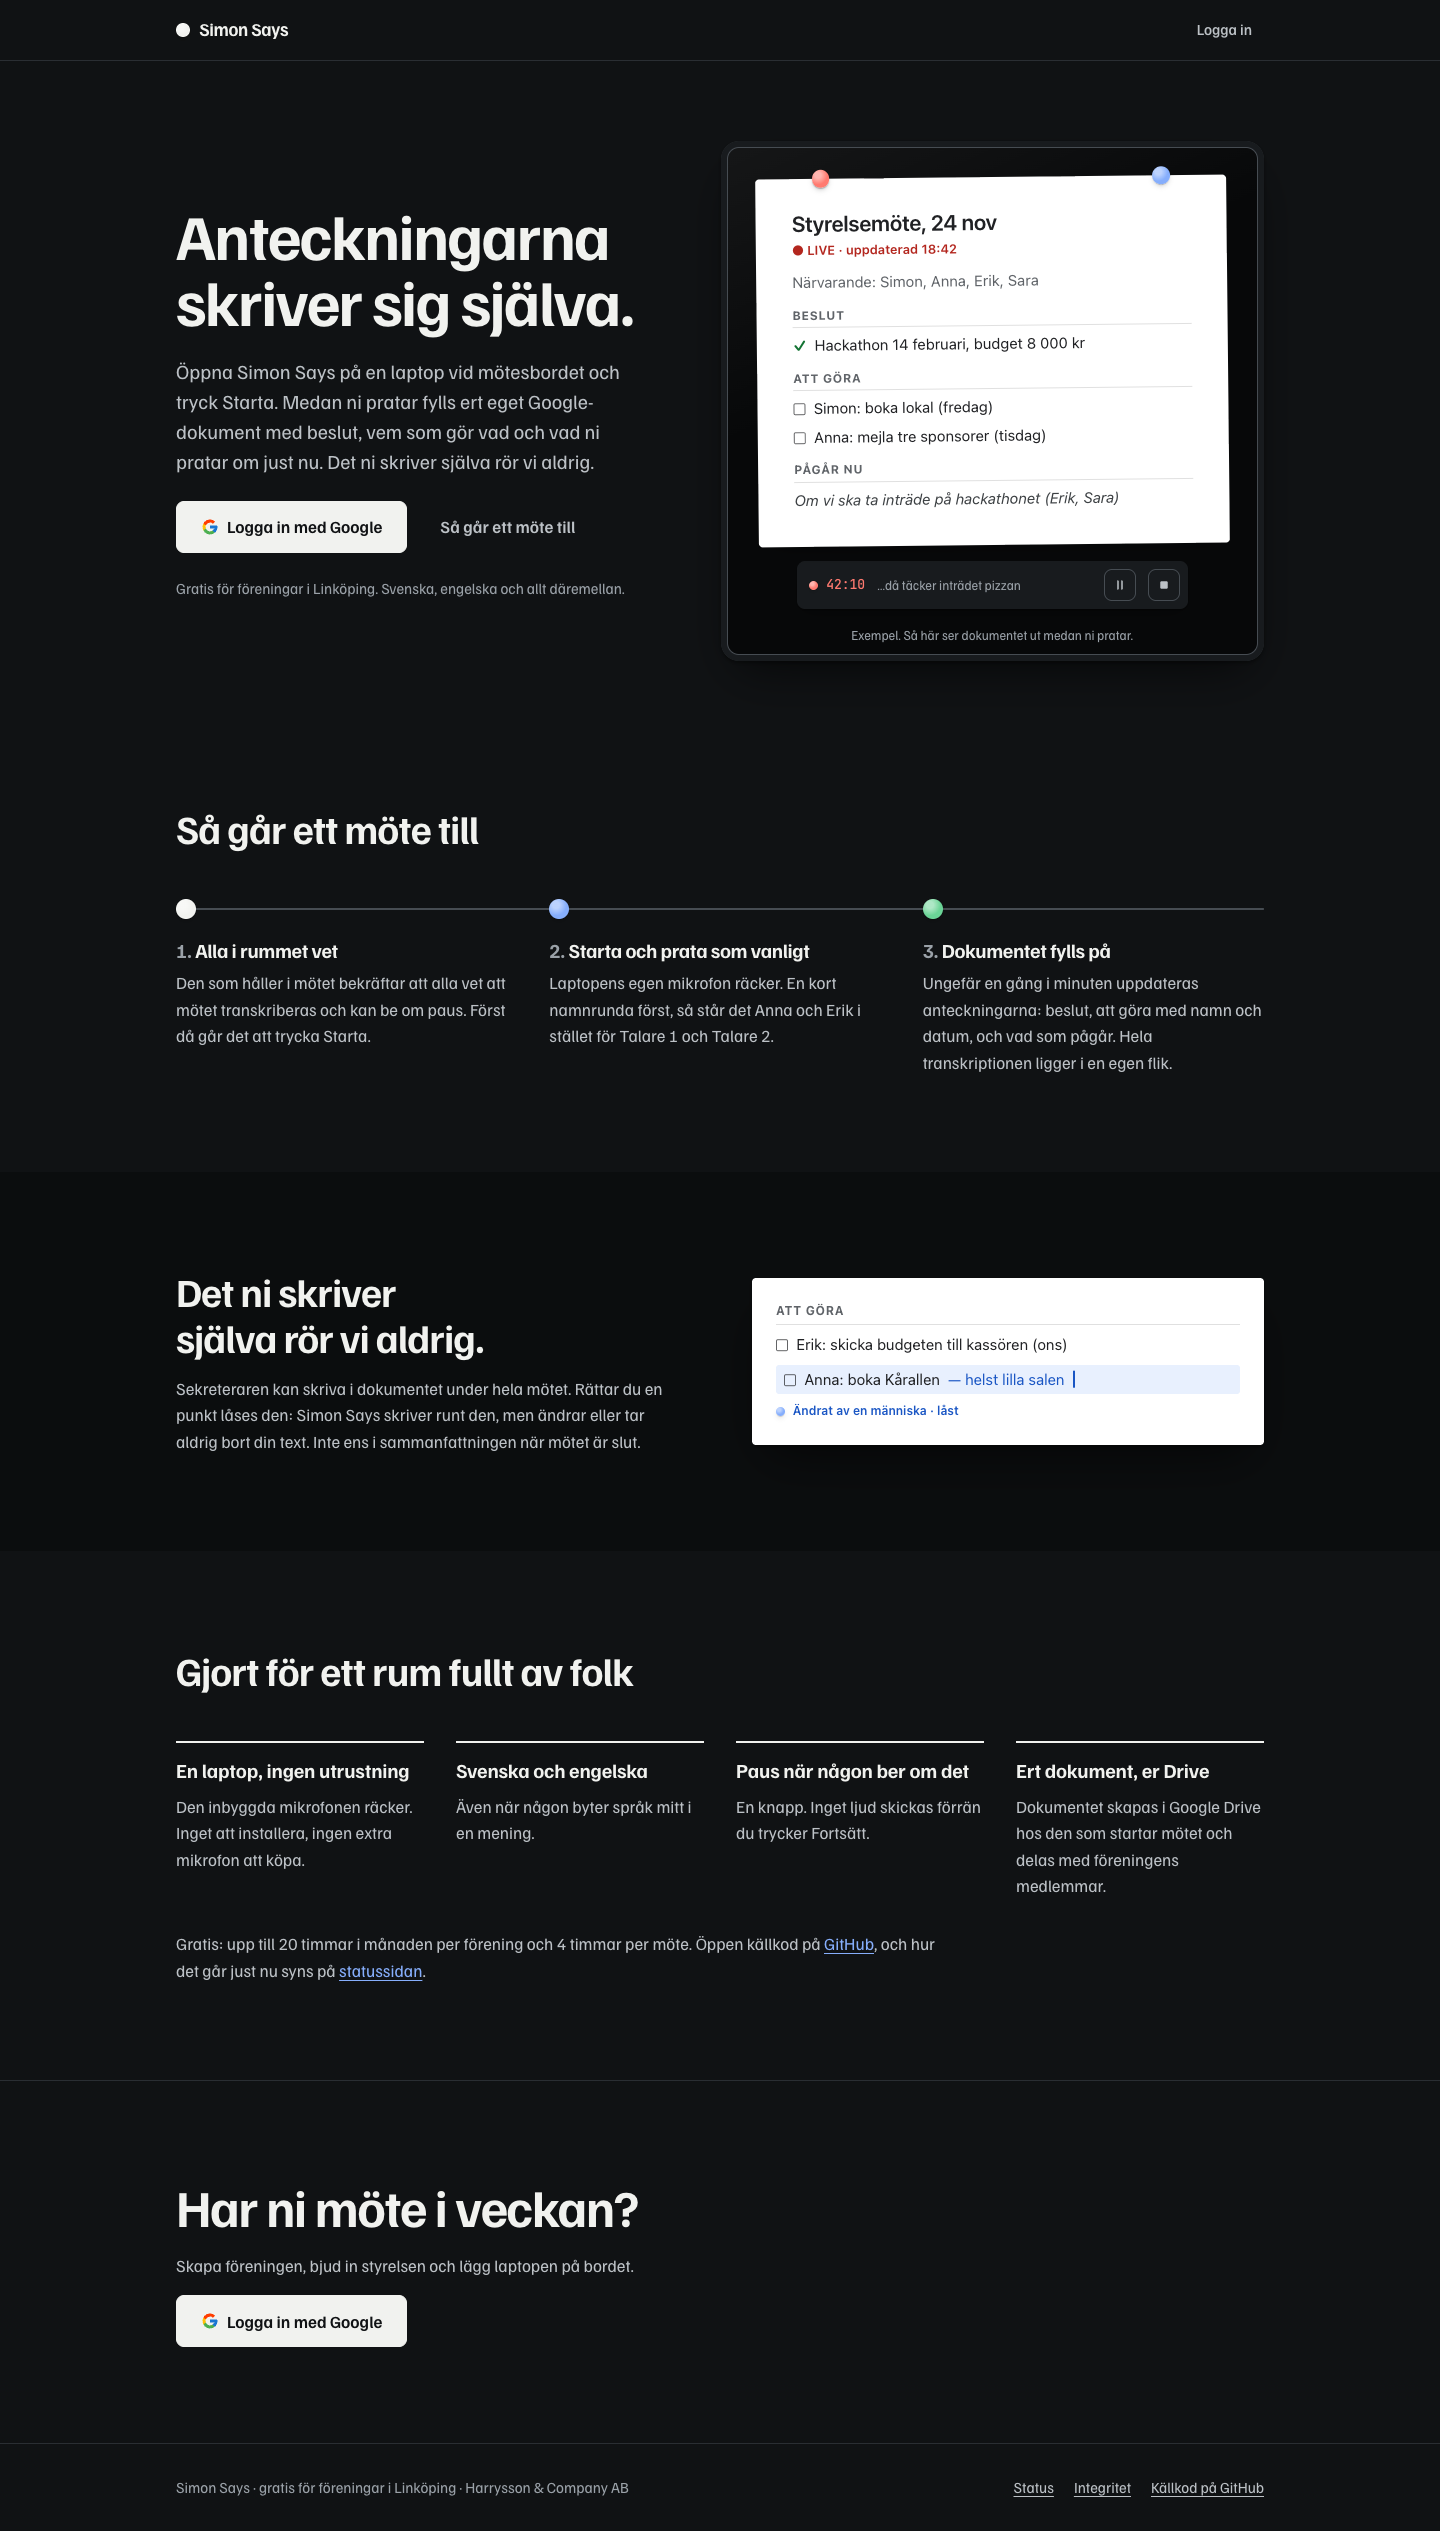 Simon Says
Logga in
Anteckningarna
skriver sig själva.
Öppna Simon Says på en laptop vid mötesbordet och
tryck Starta. Medan ni pratar fylls ert eget Google-
dokument med beslut, vem som gör vad och vad ni
pratar om just nu. Det ni skriver själva rör vi aldrig.
Logga in med Google
Så går ett möte till
Gratis för föreningar i Linköping. Svenska, engelska och allt däremellan.
Styrelsemöte, 24 nov
LIVE · uppdaterad 18:42
Närvarande: Simon, Anna, Erik, Sara
BESLUT
Hackathon 14 februari, budget 8 000 kr
ATT GÖRA
Simon: boka lokal (fredag)
Anna: mejla tre sponsorer (tisdag)
PÅGÅR NU
Om vi ska ta inträde på hackathonet (Erik, Sara)
42:10 …då täcker inträdet pizzan
Exempel. Så här ser dokumentet ut medan ni pratar.
Så går ett möte till
1. Alla i rummet vet
Den som håller i mötet bekräftar att alla vet att
mötet transkriberas och kan be om paus. Först
då går det att trycka Starta.
2. Starta och prata som vanligt
Laptopens egen mikrofon räcker. En kort
namnrunda först, så står det Anna och Erik i
stället för Talare 1 och Talare 2.
3. Dokumentet fylls på
Ungefär en gång i minuten uppdateras
anteckningarna: beslut, att göra med namn och
datum, och vad som pågår. Hela
transkriptionen ligger i en egen flik.
Det ni skriver
själva rör vi aldrig.
Sekreteraren kan skriva i dokumentet under hela mötet. Rättar du en
punkt låses den: Simon Says skriver runt den, men ändrar eller tar
aldrig bort din text. Inte ens i sammanfattningen när mötet är slut.
ATT GÖRA
Erik: skicka budgeten till kassören (ons)
Anna: boka Kårallen — helst lilla salen
Ändrat av en människa · låst
Gjort för ett rum fullt av folk
En laptop, ingen utrustning
Den inbyggda mikrofonen räcker.
Inget att installera, ingen extra
mikrofon att köpa.
Svenska och engelska
Även när någon byter språk mitt i
en mening.
Paus när någon ber om det
En knapp. Inget ljud skickas förrän
du trycker Fortsätt.
Ert dokument, er Drive
Dokumentet skapas i Google Drive
hos den som startar mötet och
delas med föreningens
medlemmar.
Gratis: upp till 20 timmar i månaden per förening och 4 timmar per möte. Öppen källkod på GitHub, och hur
det går just nu syns på statussidan.
Har ni möte i veckan?
Skapa föreningen, bjud in styrelsen och lägg laptopen på bordet.
Logga in med Google
Simon Says · gratis för föreningar i Linköping · Harrysson & Company AB
Status Integritet Källkod på GitHub